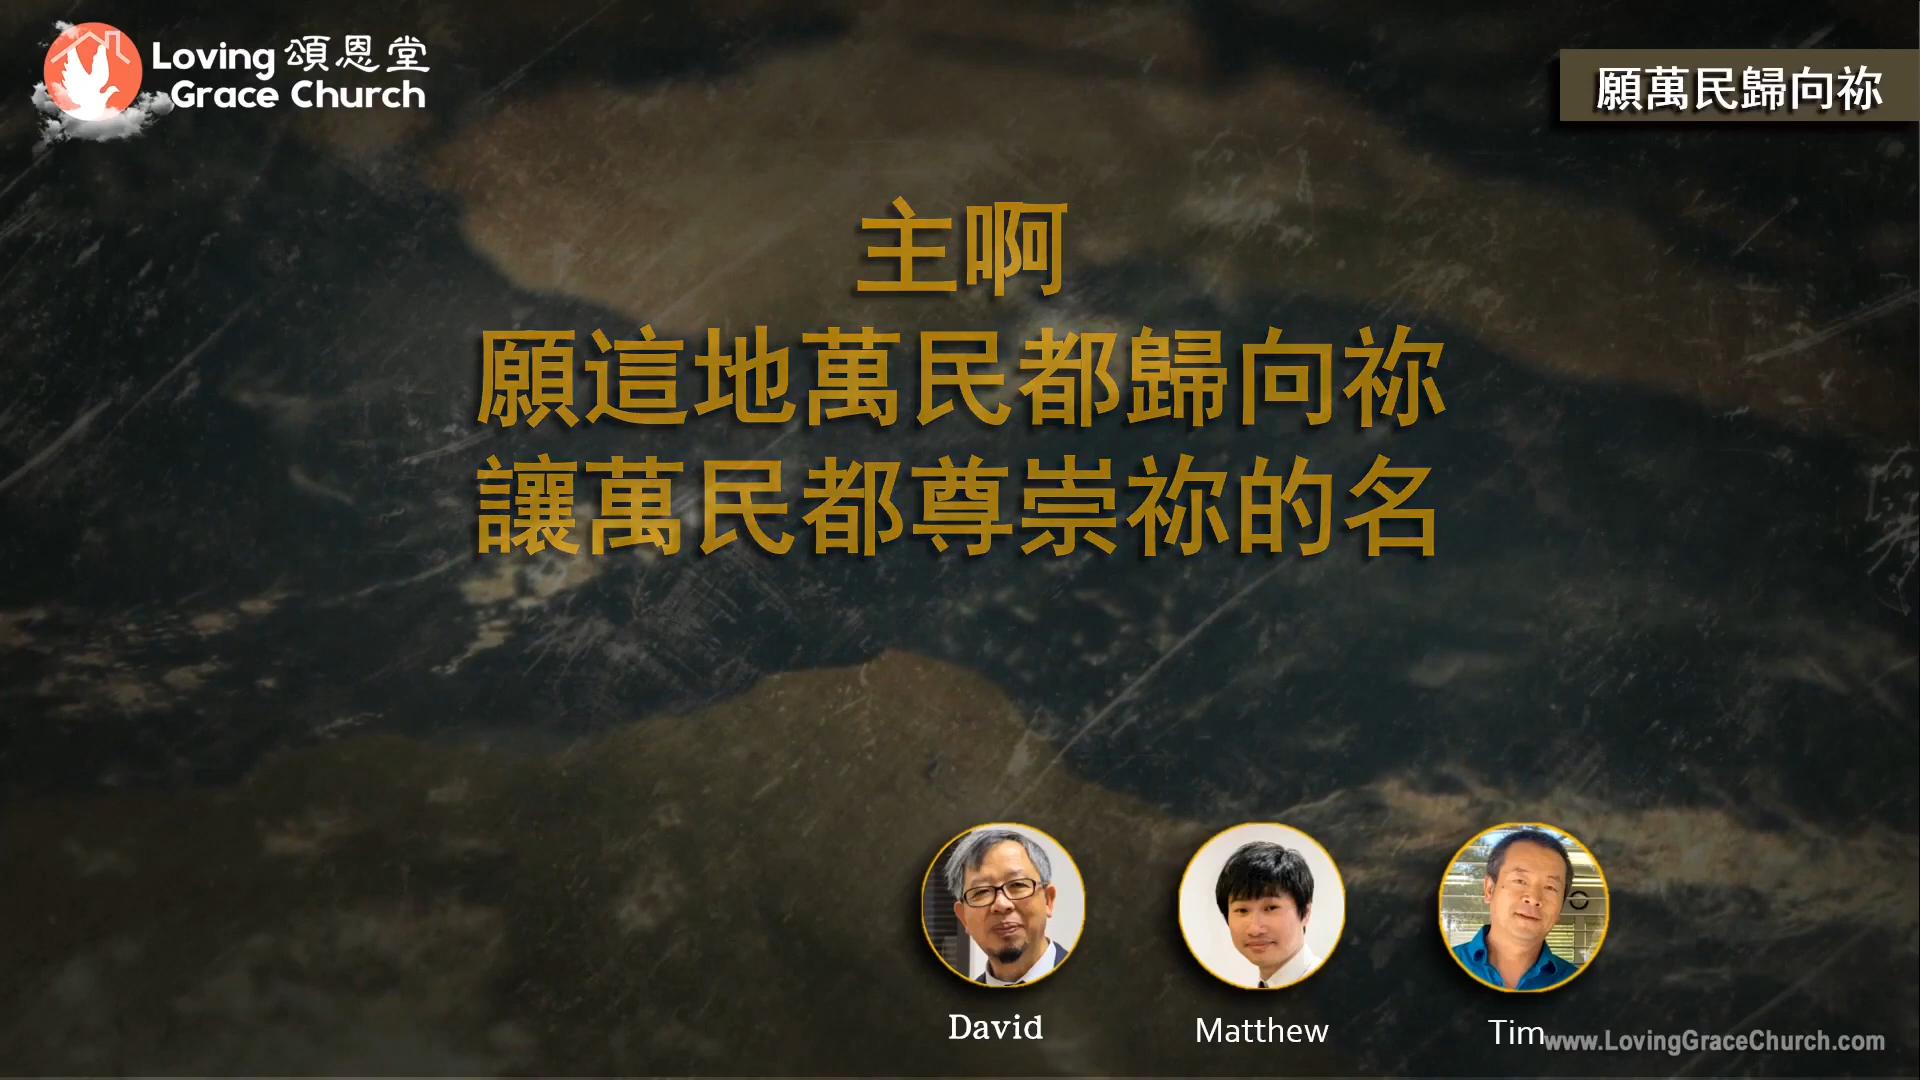 Loving 頌恩堂
Grace Church
願萬民歸向祢
主啊
願這地萬民都歸向祢
讓萬民都尊崇祢的名
David
Matthew
Tim
www.LovingGraceChurch.com